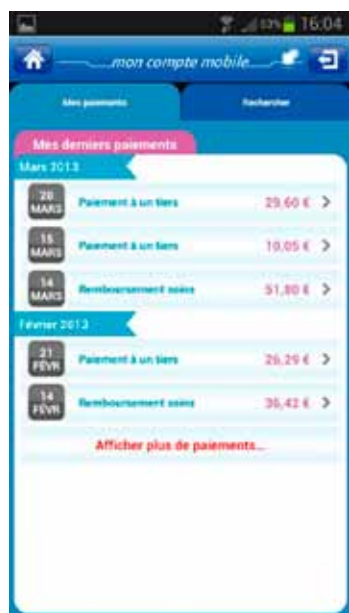 16:04
mon compte mobile
Mes paiements
Rechercher
Mes derniers paiements
Mars 2013
20 MARS Paiement à un tiers 29,60 €
15 MARS Paiement à un tiers 10,05 €
14 MARS Remboursement soins 51,80 €
Février 2013
21 FÉVR Paiement à un tiers 26,29 €
14 FÉVR Remboursement soins 36,42 €
Afficher plus de paiements...